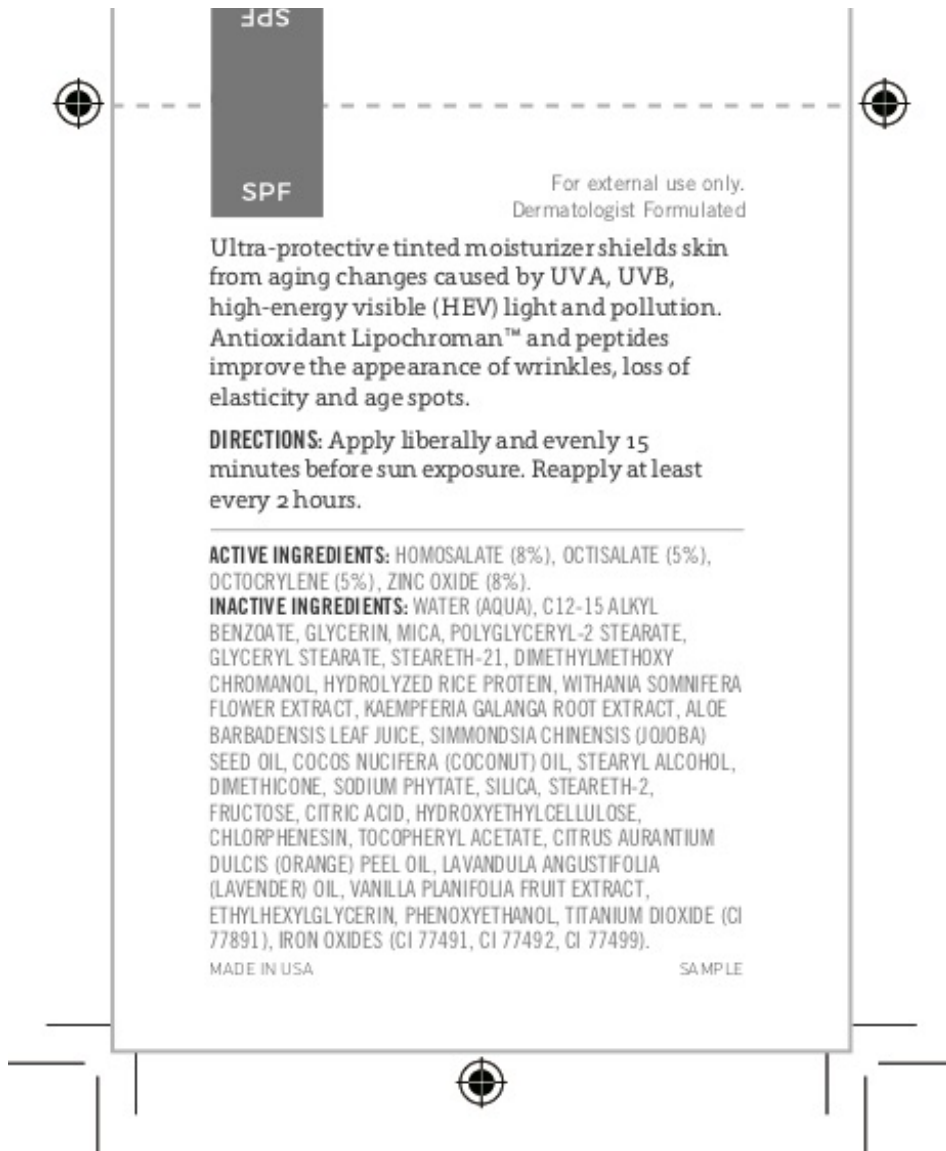 SPF
SPF
For external use only.
Dermatologist Formulated
Ultra-protective tinted moisturizer shields skin
from aging changes caused by UVA, UVB,
high-energy visible (HEV) light and pollution.
Antioxidant Lipochroman™ and peptides
improve the appearance of wrinkles, loss of
elasticity and age spots.
DIRECTIONS: Apply liberally and evenly 15
minutes before sun exposure. Reapply at least
every 2 hours.
ACTIVE INGREDIENTS: HOMOSALATE (8%), OCTISALATE (5%),
OCTOCRYLENE (5%), ZINC OXIDE (8%).
INACTIVE INGREDIENTS: WATER (AQUA), C12-15 ALKYL
BENZOATE, GLYCERIN, MICA, POLYGLYCERYL-2 STEARATE,
GLYCERYL STEARATE, STEARETH-21, DIMETHYLMETHOXY
CHROMANOL, HYDROLYZED RICE PROTEIN, WITHANIA SOMNIFERA
FLOWER EXTRACT, KAEMPFERIA GALANGA ROOT EXTRACT, ALOE
BARBADENSIS LEAF JUICE, SIMMONDSIA CHINENSIS (JOJOBA)
SEED OIL, COCOS NUCIFERA (COCONUT) OIL, STEARYL ALCOHOL,
DIMETHICONE, SODIUM PHYTATE, SILICA, STEARETH-2,
FRUCTOSE, CITRIC ACID, HYDROXYETHYLCELLULOSE,
CHLORPHENESIN, TOCOPHERYL ACETATE, CITRUS AURANTIUM
DULCIS (ORANGE) PEEL OIL, LAVANDULA ANGUSTIFOLIA
(LAVENDER) OIL, VANILLA PLANIFOLIA FRUIT EXTRACT,
ETHYLHEXYLGLYCERIN, PHENOXYETHANOL, TITANIUM DIOXIDE (CI
77891), IRON OXIDES (CI 77491, CI 77492, CI 77499).
MADE IN USA
SAMPLE